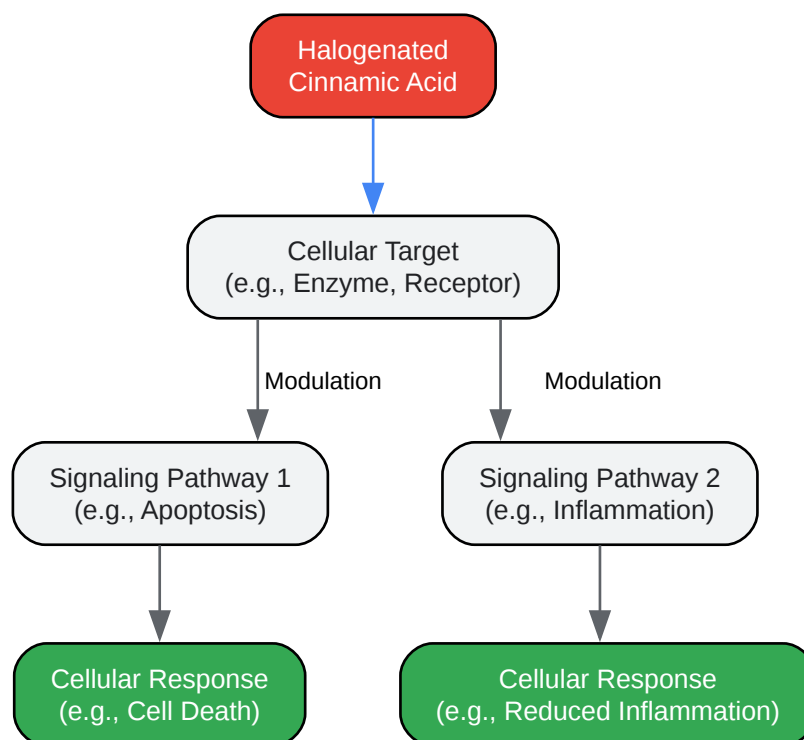 Halogenated
Cinnamic Acid
Cellular Target
(e.g., Enzyme, Receptor)
Modulation
Modulation
Signaling Pathway 1
(e.g., Apoptosis)
Signaling Pathway 2
(e.g., Inflammation)
Cellular Response
(e.g., Cell Death)
Cellular Response
(e.g., Reduced Inflammation)